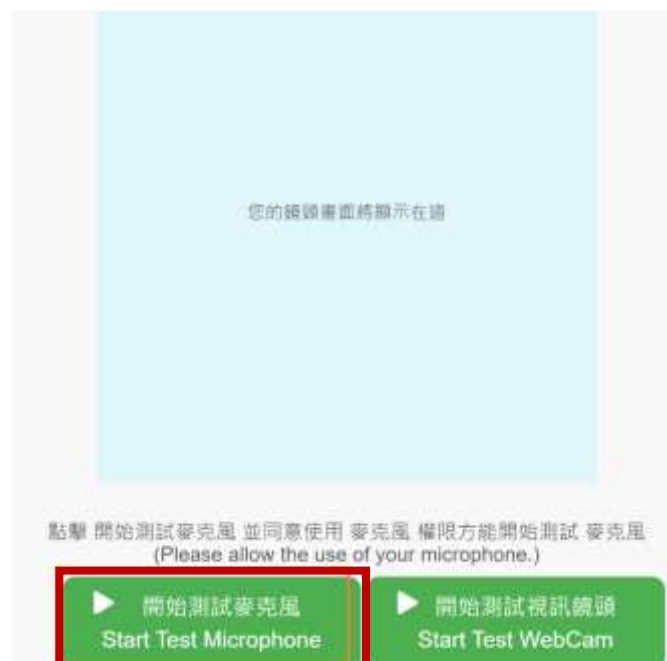 您的鏡頭畫面將顯示在這
點擊 開始測試麥克風 並同意使用 麥克風 權限方能開始測試 麥克風
(Please allow the use of your microphone.)
開始測試麥克風
Start Test Microphone
開始測試視訊鏡頭
Start Test WebCam